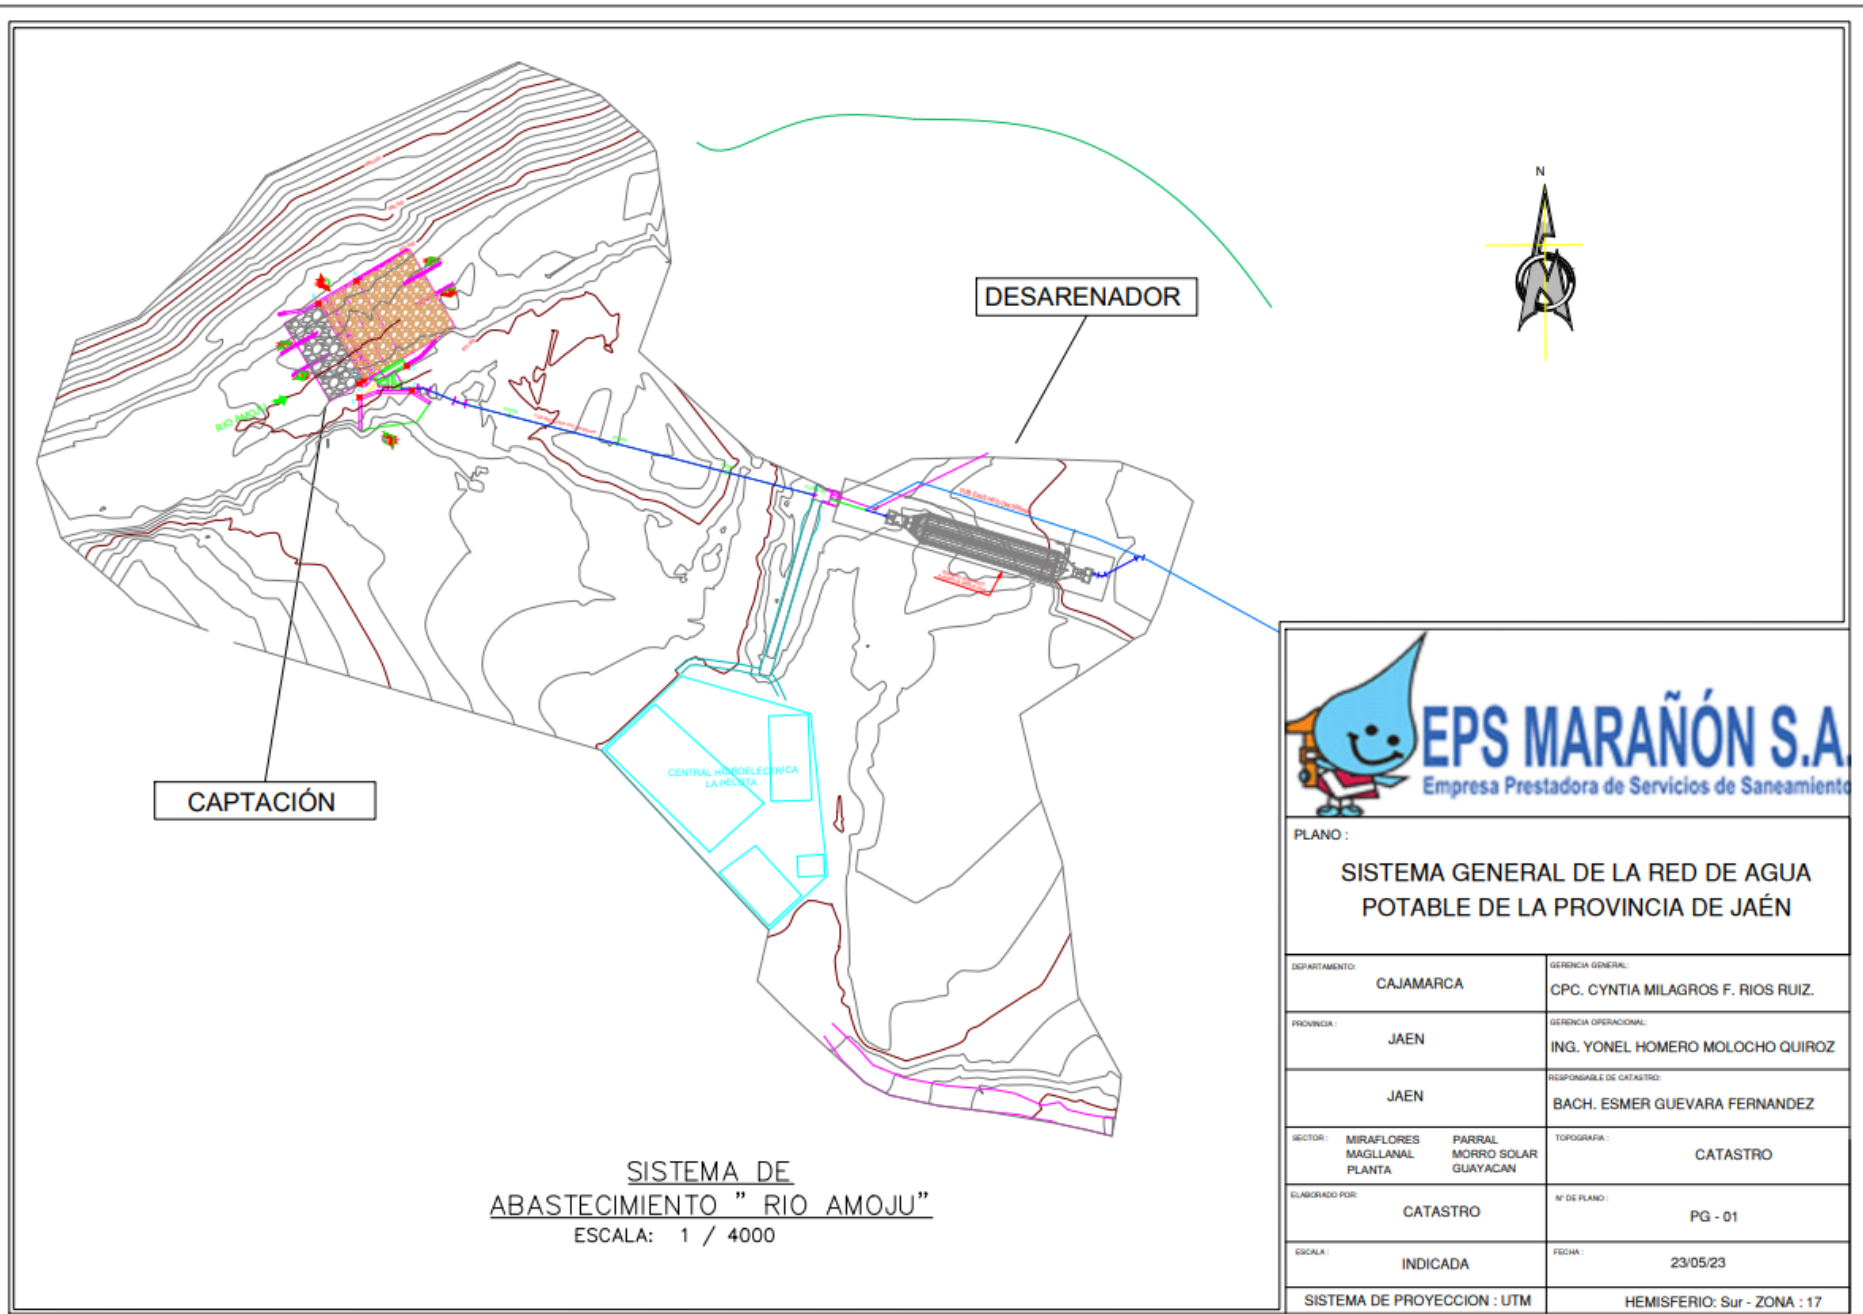 N
DESARENADOR
RIO AMOJU
CAPTACIÓN
CENTRAL HIDROELECTRICA
LA PELOTA
SISTEMA DE
ABASTECIMIENTO " RIO AMOJU"
ESCALA: 1 / 4000
EPS MARAÑÓN S.A.
Empresa Prestadora de Servicios de Saneamiento
PLANO :
SISTEMA GENERAL DE LA RED DE AGUA
POTABLE DE LA PROVINCIA DE JAÉN
DEPARTAMENTO:
CAJAMARCA
GERENCIA GENERAL:
CPC. CYNTIA MILAGROS F. RIOS RUIZ.
PROVINCIA :
JAEN
GERENCIA OPERACIONAL:
ING. YONEL HOMERO MOLOCHO QUIROZ
JAEN
RESPONSABLE DE CATASTRO:
BACH. ESMER GUEVARA FERNANDEZ
SECTOR :
MIRAFLORES PARRAL
MAGLLANAL MORRO SOLAR
PLANTA GUAYACAN
TOPOGRAFIA :
CATASTRO
ELABORADO POR:
CATASTRO
N° DE PLANO :
PG - 01
ESCALA :
INDICADA
FECHA :
23/05/23
SISTEMA DE PROYECCION : UTM
HEMISFERIO: Sur - ZONA : 17